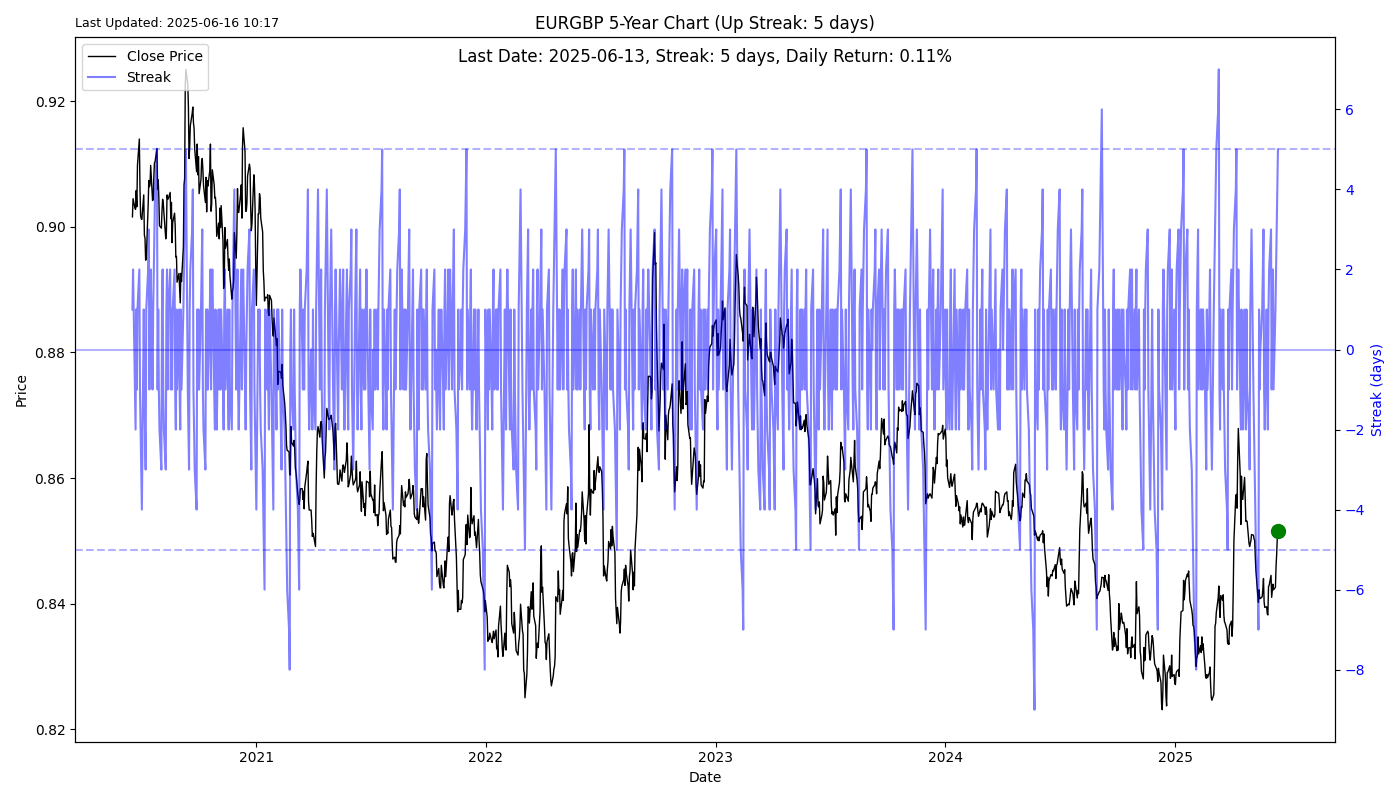 Last Updated: 2025-06-16 10:17
EURGBP 5-Year Chart (Up Streak: 5 days)
Last Date: 2025-06-13, Streak: 5 days, Daily Return: 0.11%
Close Price
Streak
0.92
0.90
0.88
0.86
0.84
0.82
Price
6
4
2
0
−2
−4
−6
−8
Streak (days)
2021
2022
2023
2024
2025
Date